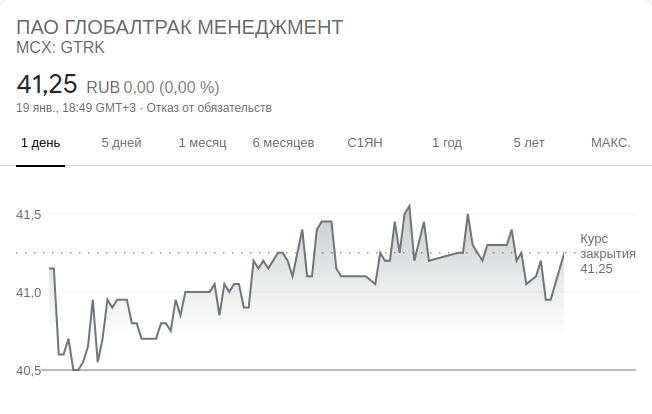 ПАО ГЛОБАЛТРАК МЕНЕДЖМЕНТ
MCX: GTRK
41,25 RUB 0,00 (0,00 %)
19 янв., 18:49 GMT+3 · Отказ от обязательств
1 день 5 дней 1 месяц 6 месяцев С1ЯН 1 год 5 лет МАКС.
41,5
Курс
закрытия
41,25
41,0
40,5